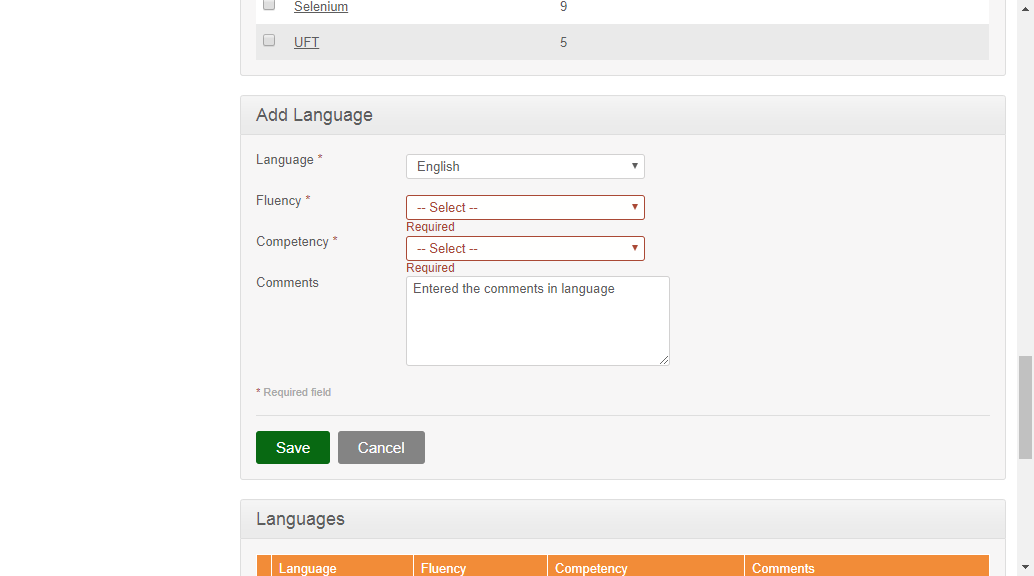 Selenium 9
UFT 5
Add Language
Language * English
Fluency * -- Select --
Required
Competency * -- Select --
Required
Comments Entered the comments in language
* Required field
Save Cancel
Languages
Language Fluency Competency Comments